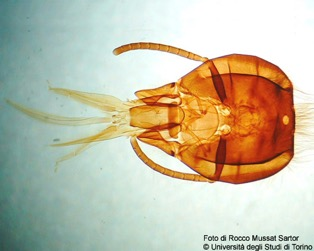 Foto di Rocco Mussat Sartor
© Università degli Studi di Torino